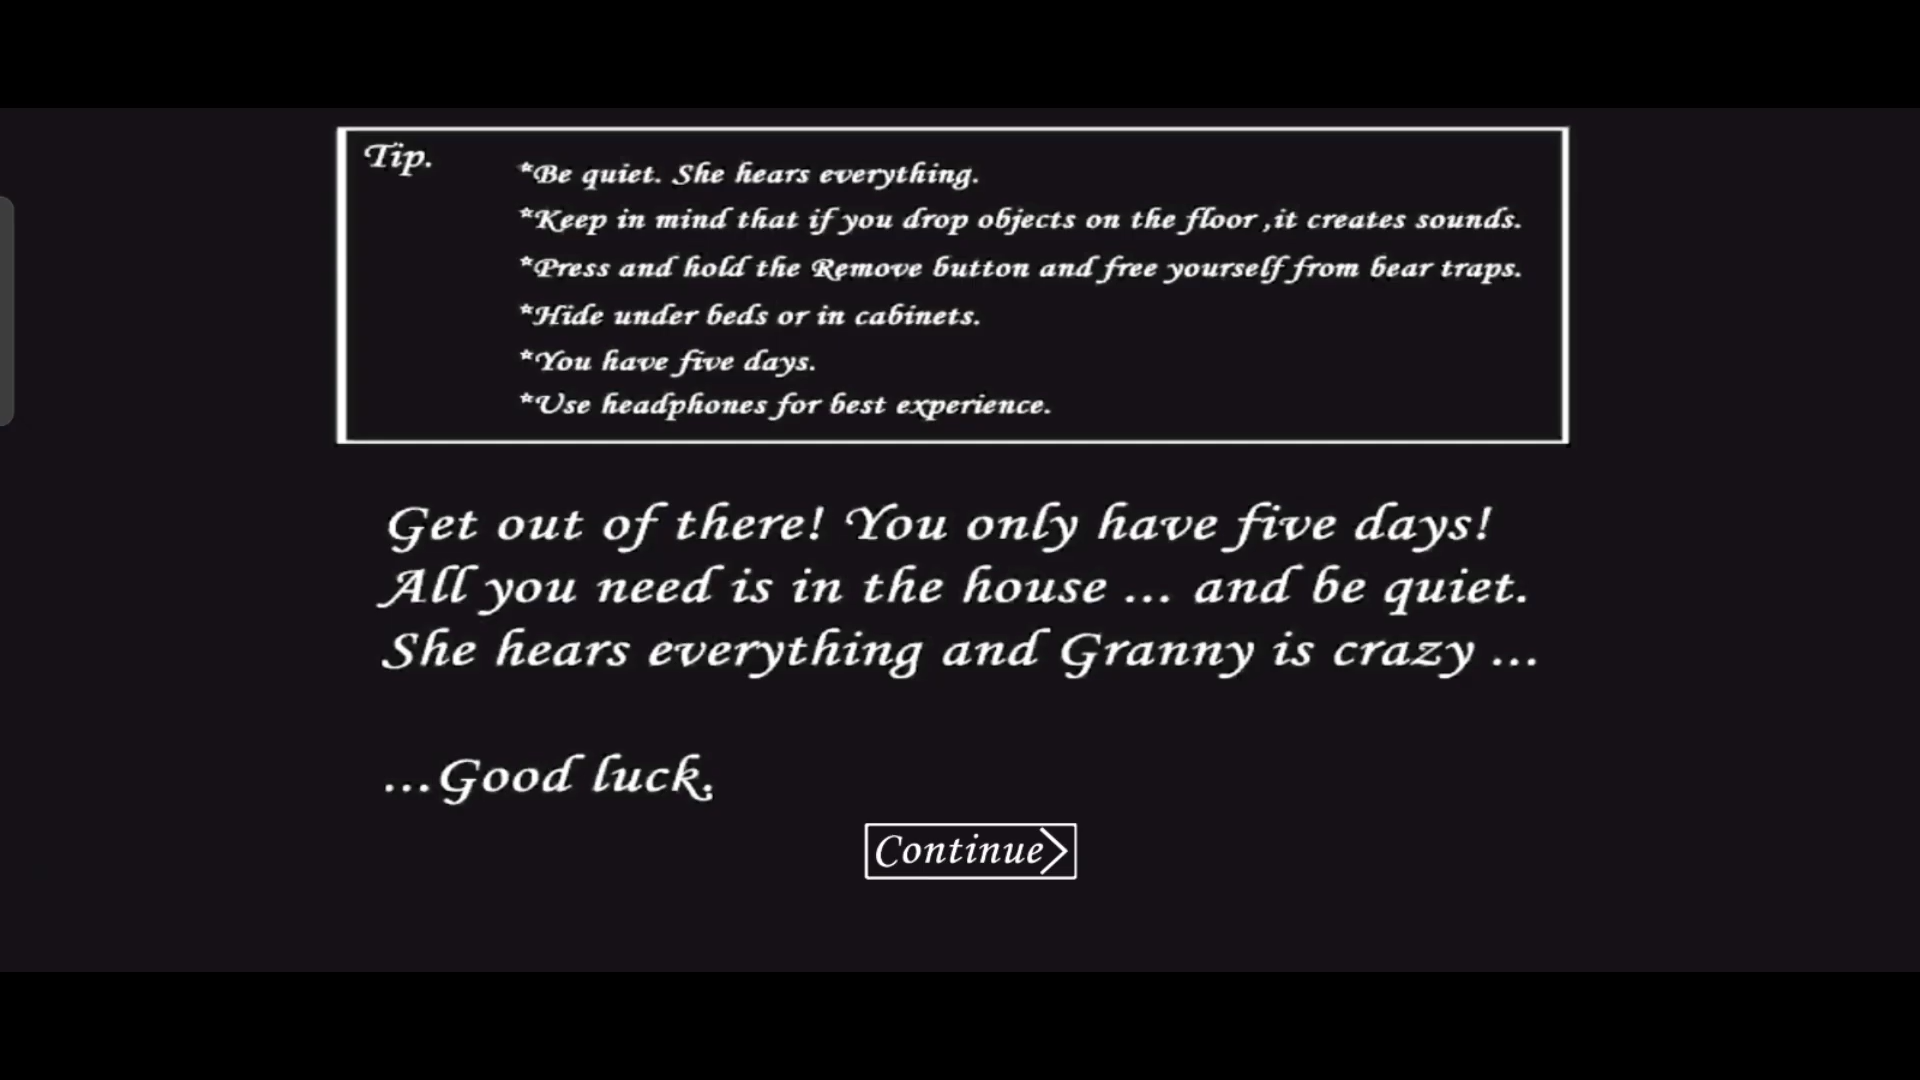 Tip.
*Be quiet. She hears everything.
*Keep in mind that if you drop objects on the floor ,it creates sounds.
*Press and hold the Remove button and free yourself from bear traps.
*Hide under beds or in cabinets.
*You have five days.
*Use headphones for best experience.
Get out of there! You only have five days!
All you need is in the house ... and be quiet.
She hears everything and Granny is crazy ...
...Good luck.
Continue